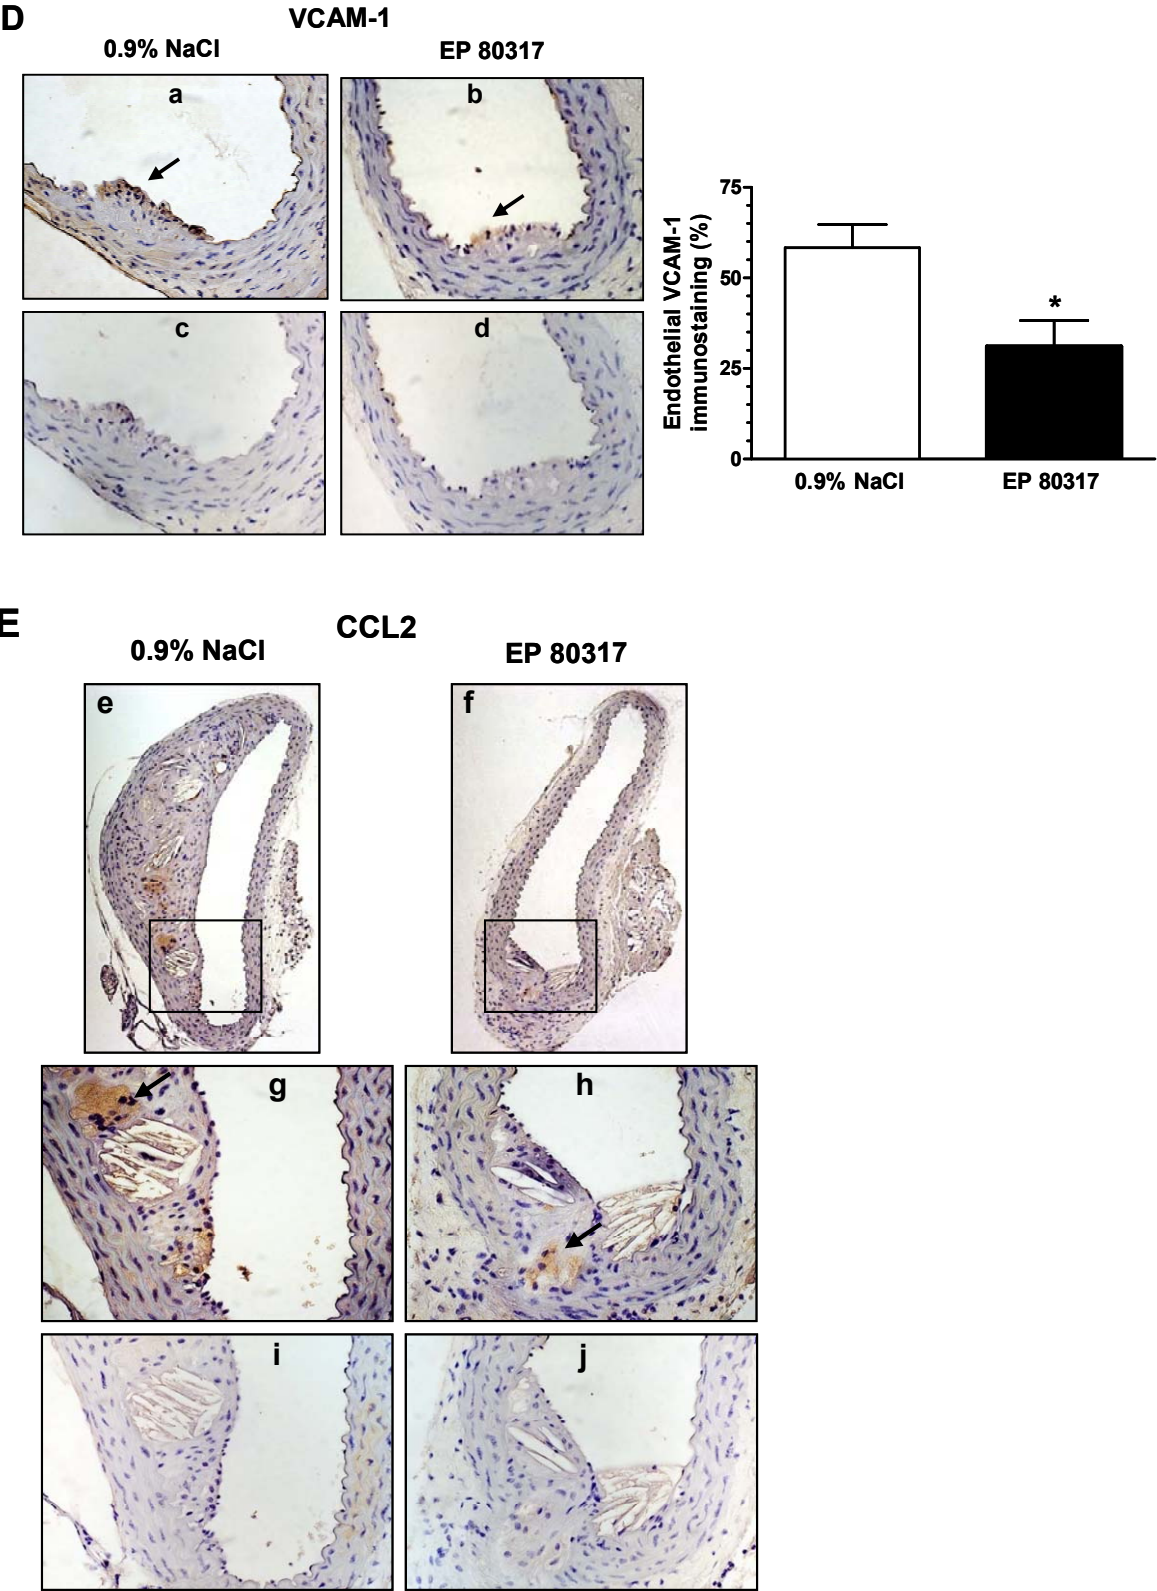 D
VCAM-1
0.9% NaCl
EP 80317
a
b
c
d
Endothelial VCAM-1
immunostaining (%)
75
50
25
0
*
0.9% NaCl
EP 80317
E
CCL2
0.9% NaCl
EP 80317
e
f
g
h
i
j